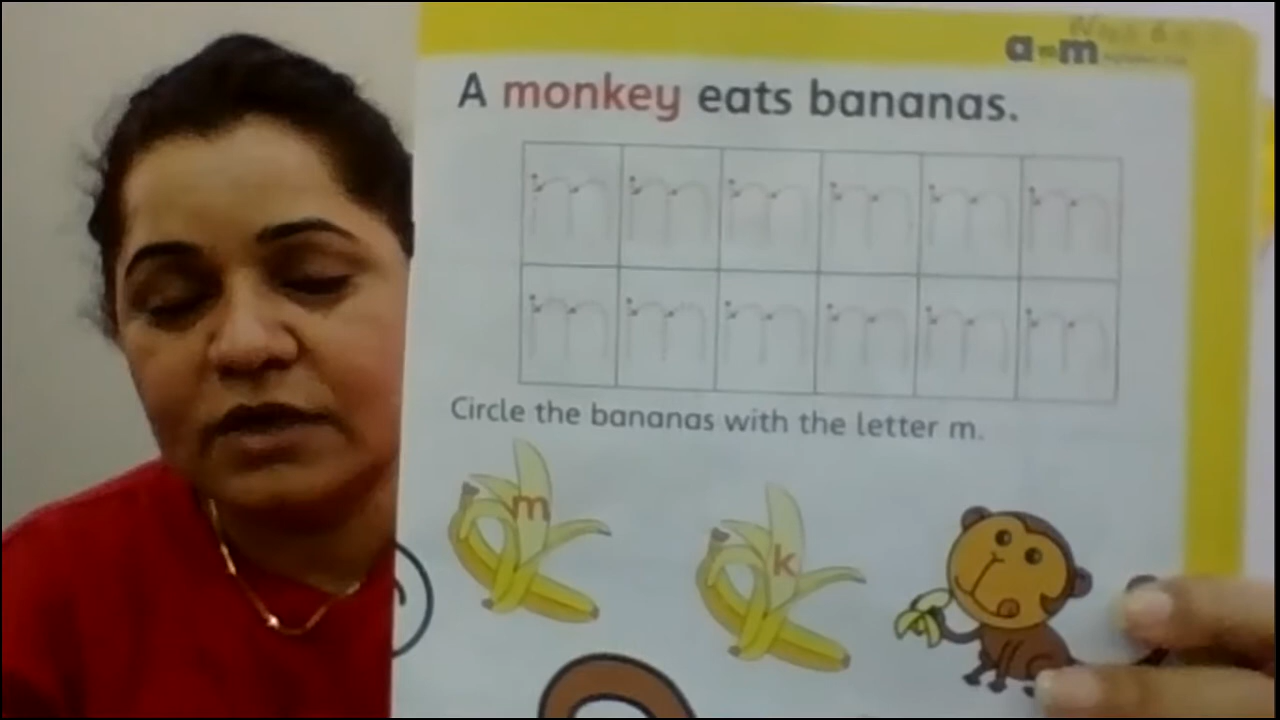 a m
A monkey eats bananas.
m m m m m m
m m m m m m
Circle the bananas with the letter m.
m
k